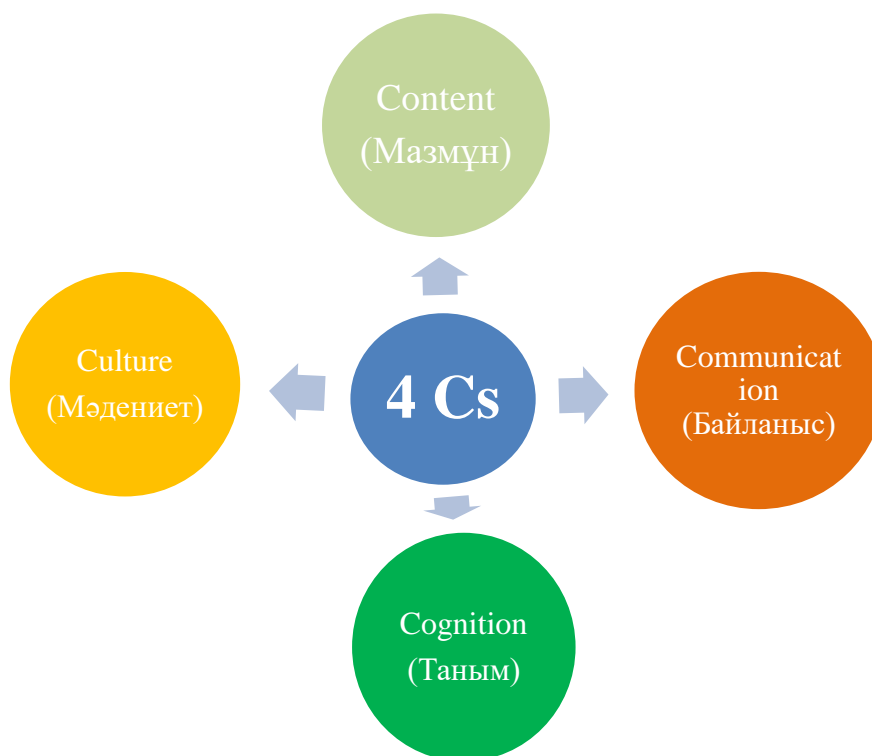 Content
(Мазмұн)
Culture
(Мәдениет)
4 Cs
Communicat
ion
(Байланыс)
Cognition
(Таным)